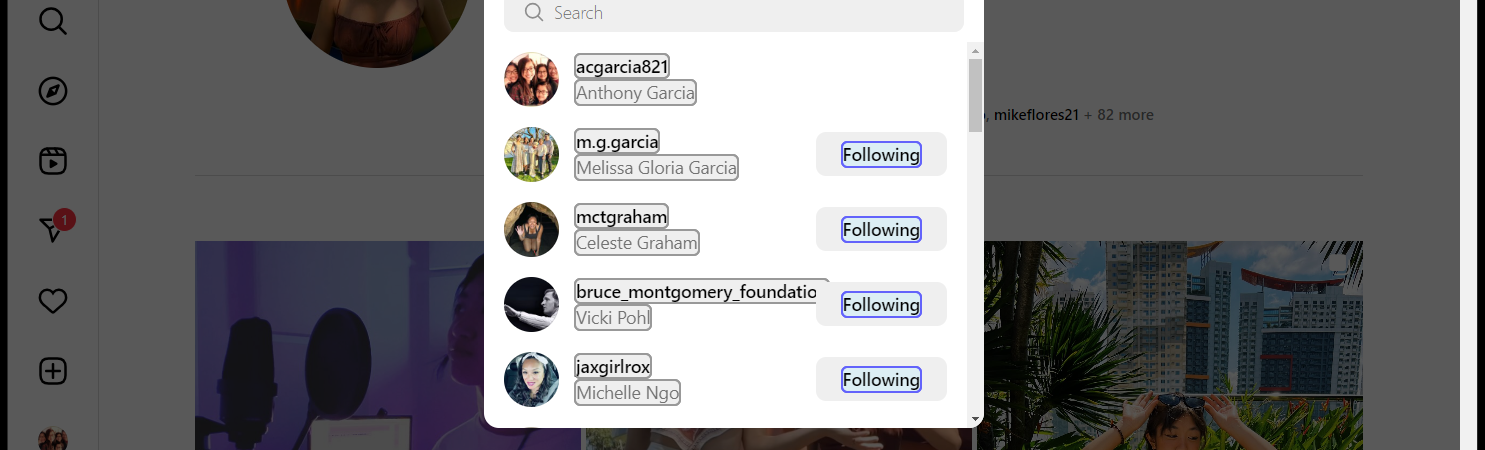 Search
acgarcia821
Anthony Garcia
, mikeflores21 + 82 more
m.g.garcia
Following
Melissa Gloria Garcia
1
mctgraham
Following
Celeste Graham
bruce_montgomery_foundatio
Following
Vicki Pohl
jaxgirlrox
Following
Michelle Ngo